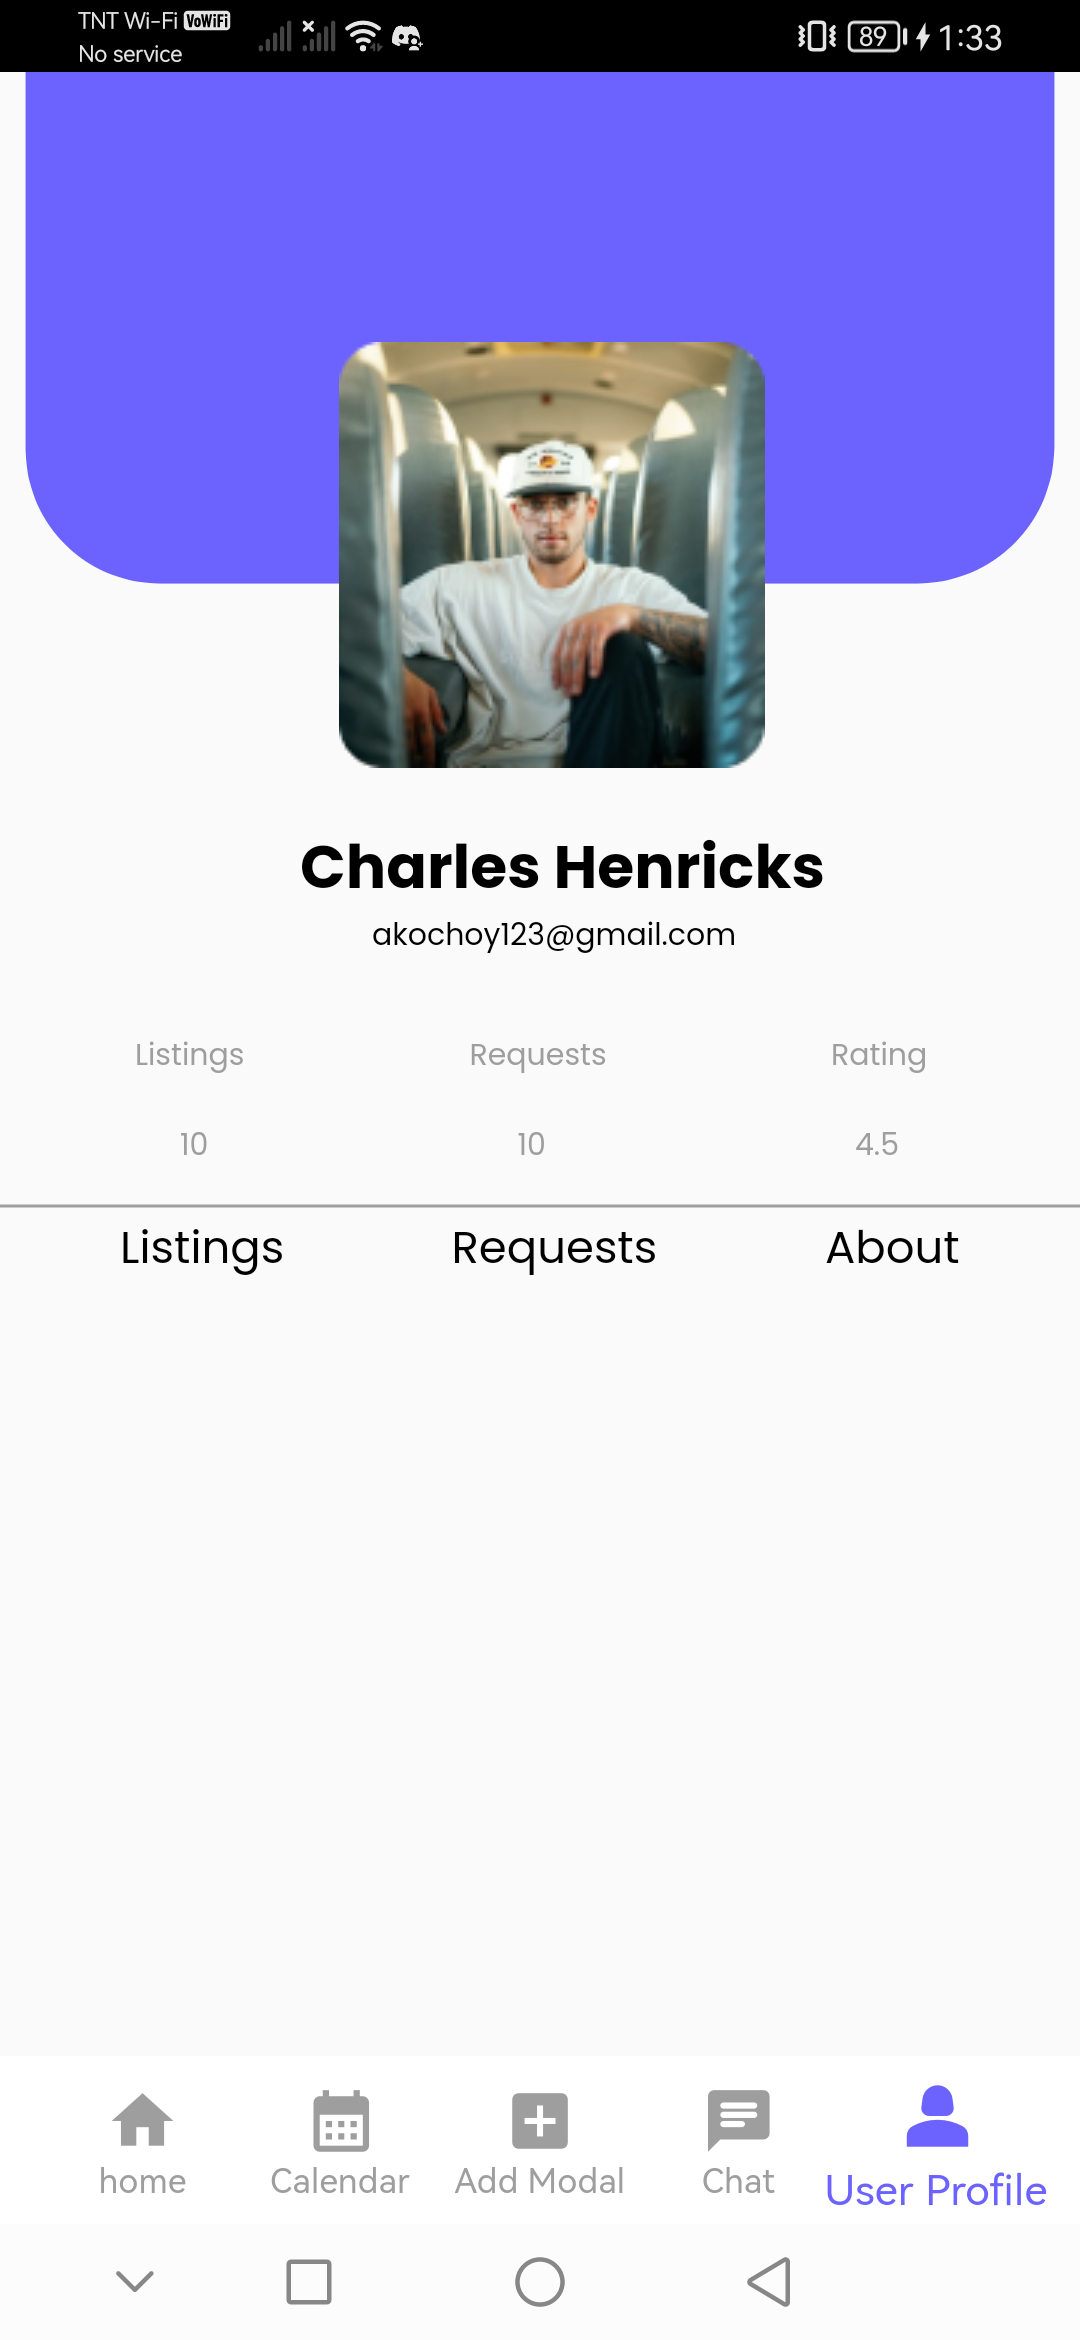 TNT Wi-Fi VoWiFi
No service
89 1:33
Charles Henricks
akochoy123@gmail.com
Listings Requests Rating
10 10 4.5
Listings Requests About
home Calendar Add Modal Chat User Profile